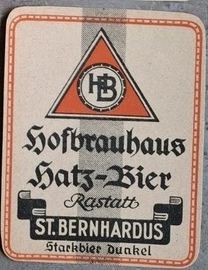 HB
Hofbrauhaus
Hatz-Bier
Rastatt
ST. BERNHARDUS
Starkbier dunkel